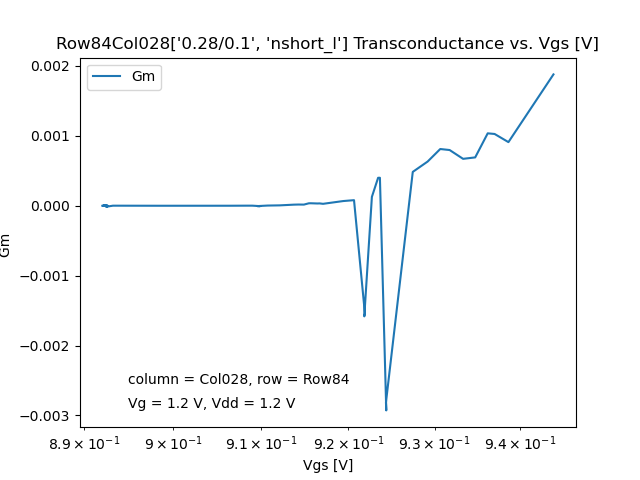 Row84Col028['0.28/0.1', 'nshort_l'] Transconductance vs. Vgs [V]
Gm
0.002
0.001
0.000
−0.001
−0.002
−0.003
Gm
column = Col028, row = Row84
Vg = 1.2 V, Vdd = 1.2 V
8.9 × 10⁻¹ 9 × 10⁻¹ 9.1 × 10⁻¹ 9.2 × 10⁻¹ 9.3 × 10⁻¹ 9.4 × 10⁻¹
Vgs [V]